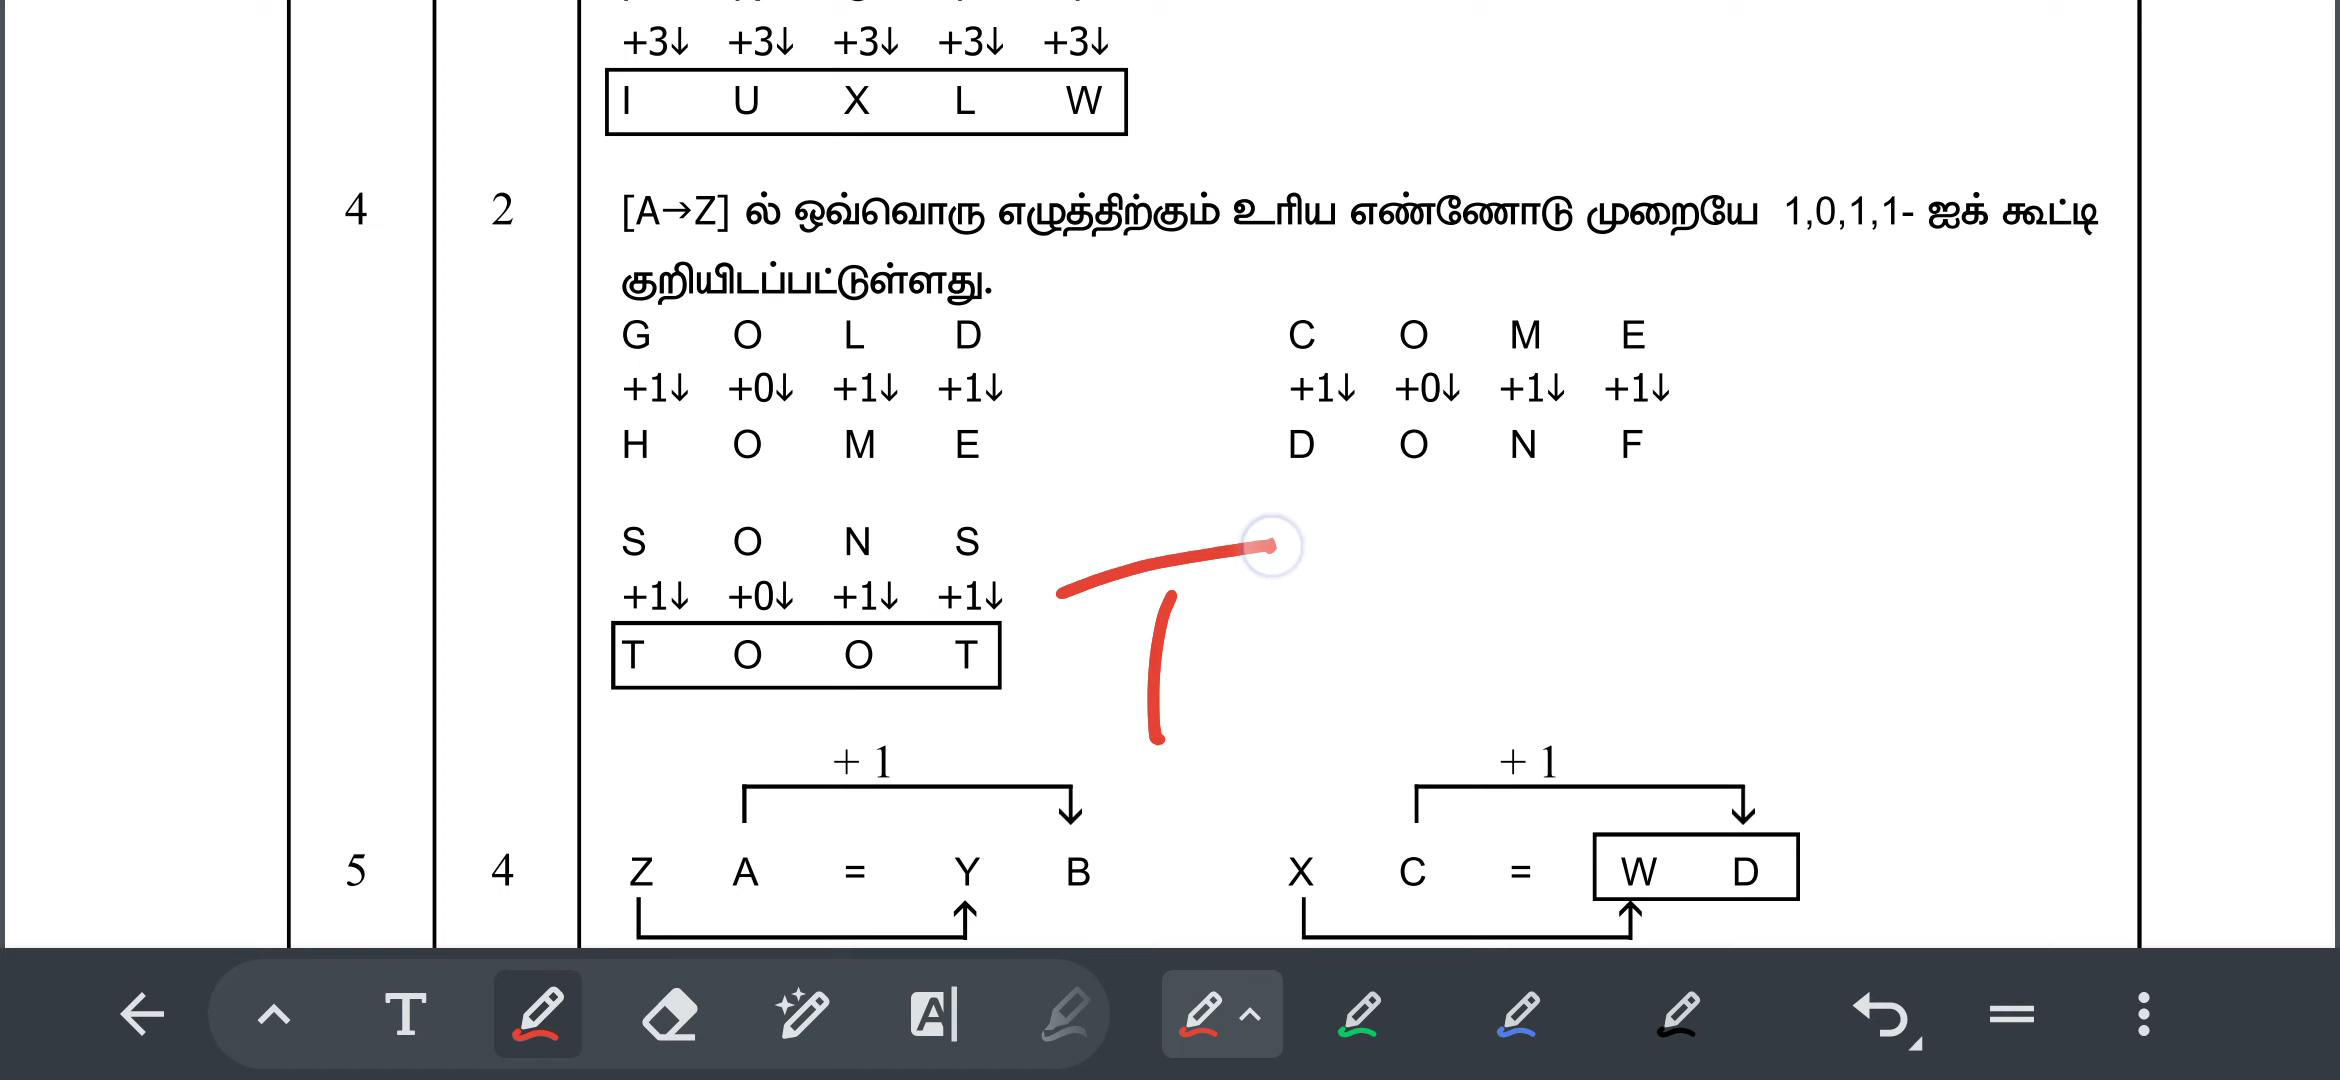 +3↓ +3↓ +3↓ +3↓ +3↓
I U X L W
4 2 [A→Z] ல் ஒவ்வொரு எழுத்திற்கும் உரிய எண்ணோடு முறையே 1,0,1,1- ஐக் கூட்டி
குறியிடப்பட்டுள்ளது.
G O L D C O M E
+1↓ +0↓ +1↓ +1↓ +1↓ +0↓ +1↓ +1↓
H O M E D O N F
S O N S
+1↓ +0↓ +1↓ +1↓
T O O T
T
+ 1 + 1
5 4 Z A = Y B X C = W D
T A